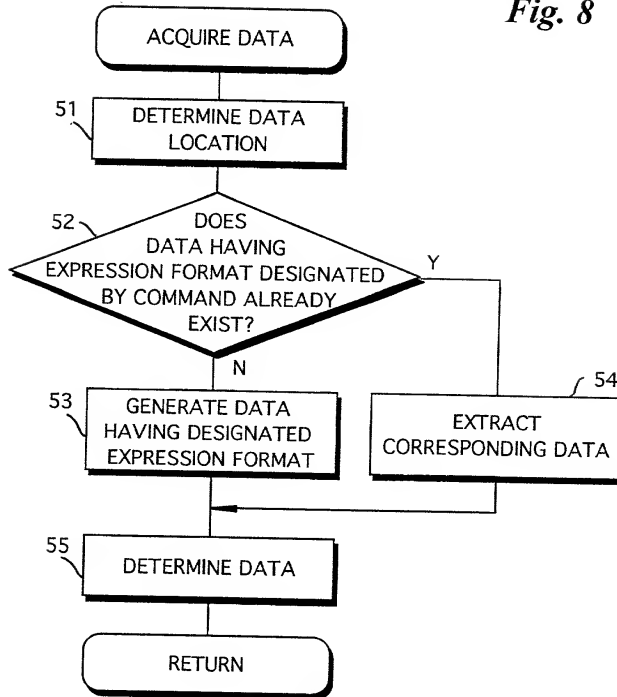 Fig. 8
ACQUIRE DATA
51
DETERMINE DATA
LOCATION
52
DOES
DATA HAVING
EXPRESSION FORMAT DESIGNATED
BY COMMAND ALREADY
EXIST?
Y
N
53
GENERATE DATA
HAVING DESIGNATED
EXPRESSION FORMAT
54
EXTRACT
CORRESPONDING DATA
55
DETERMINE DATA
RETURN